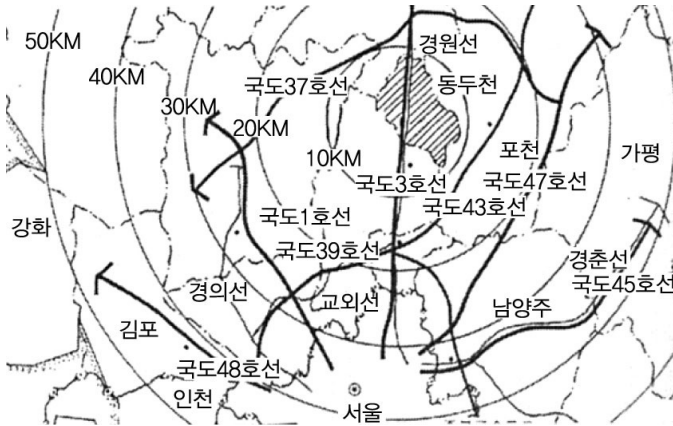 50KM
경원선
40KM
국도37호선
동두천
30KM
20KM
10KM
포천
가평
국도3호선
국도47호선
국도43호선
강화
국도1호선
국도39호선
경춘선
경의선
교외선
남양주
국도45호선
김포
국도48호선
인천
서울